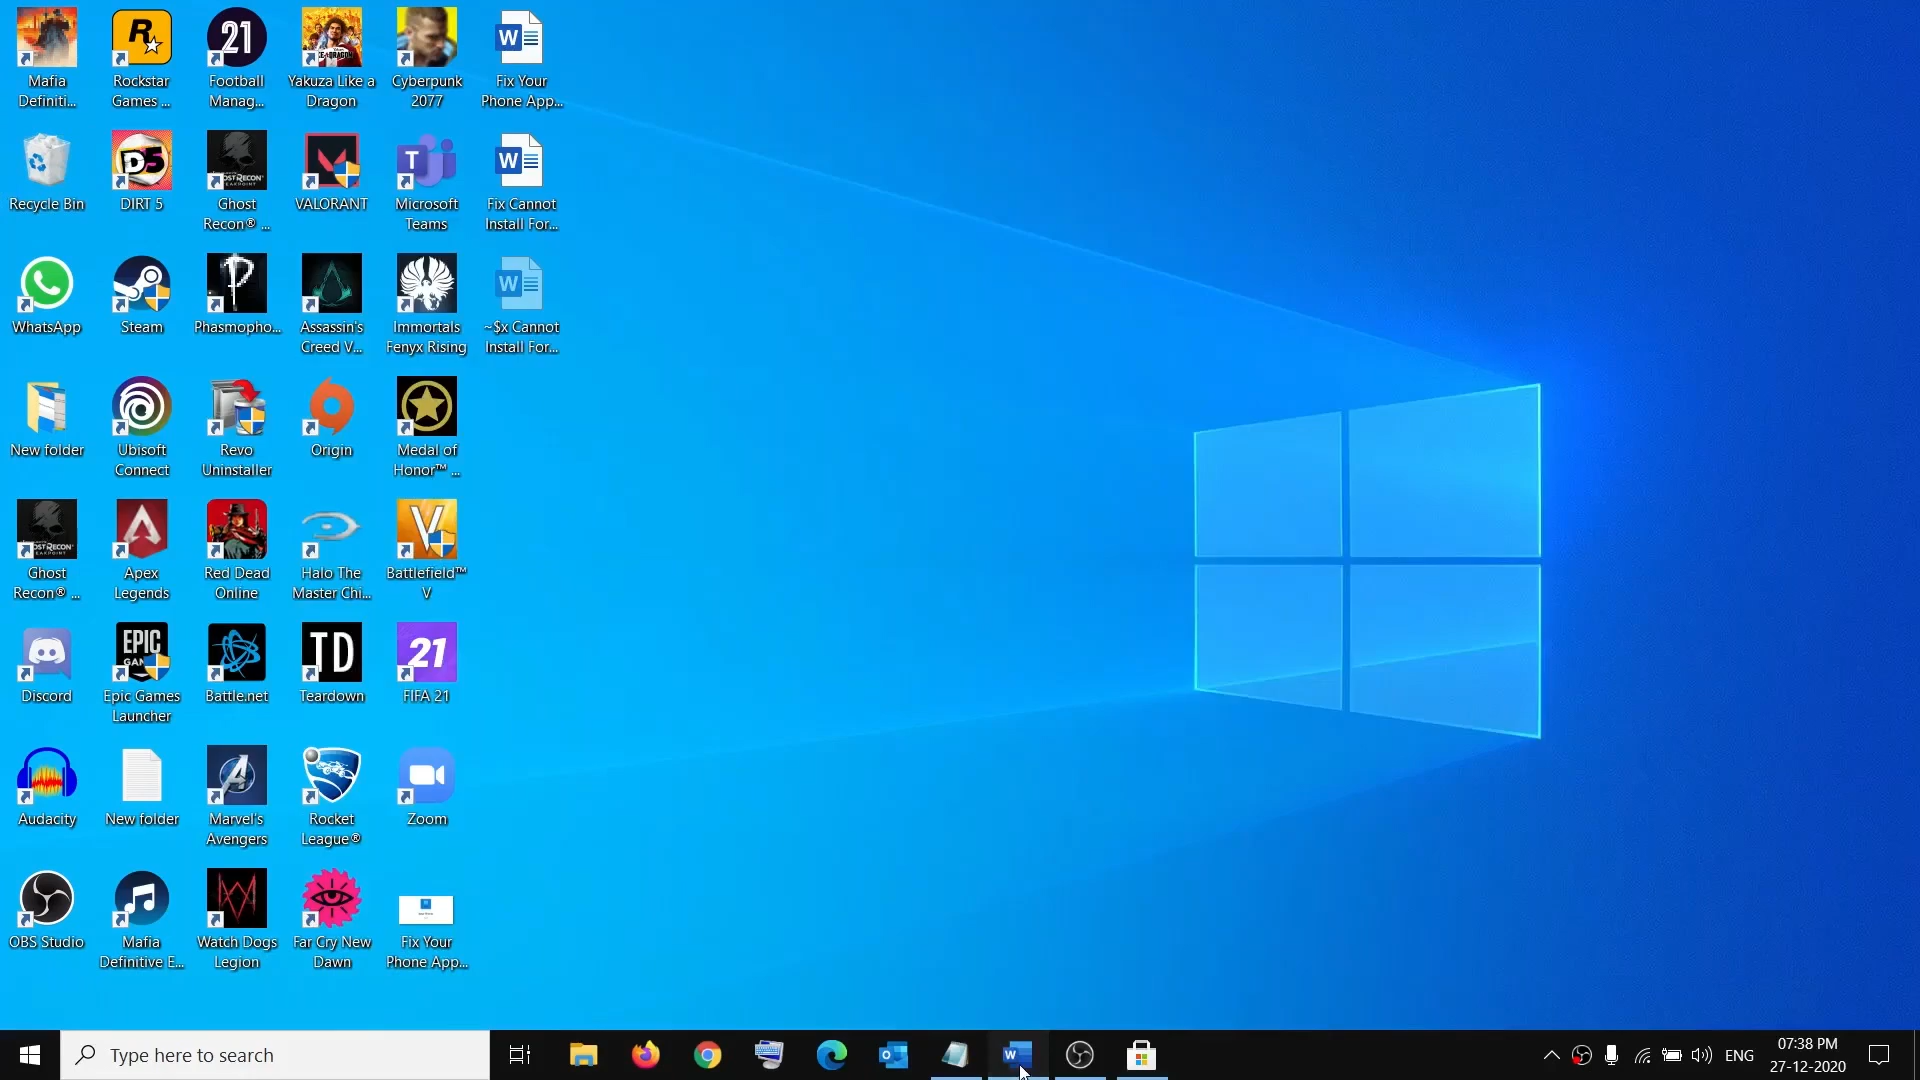 Mafia
Definiti...
Rockstar
Games ...
21
Football
Manag...
Yakuza Like a
Dragon
Cyberpunk
2077
W
Fix Your
Phone App...
Recycle Bin
D5
DIRT 5
Ghost
Recon® ...
VALORANT
T
Microsoft
Teams
W
Fix Cannot
Install For...
WhatsApp
Steam
Phasmopho...
Assassin's
Creed V...
Immortals
Fenyx Rising
W
~$x Cannot
Install For...
New folder
Ubisoft
Connect
Revo
Uninstaller
Origin
Medal of
Honor™ ...
Ghost
Recon® ...
Apex
Legends
Red Dead
Online
Halo The
Master Chi...
V
Battlefield™
V
Discord
EPIC
Epic Games
Launcher
Battle.net
TD
Teardown
21
FIFA 21
Audacity
New folder
Marvel's
Avengers
Rocket
League®
Zoom
OBS Studio
Mafia
Definitive E...
Watch Dogs
Legion
Far Cry New
Dawn
Fix Your
Phone App...
Type here to search
W
ENG
07:38 PM
27-12-2020